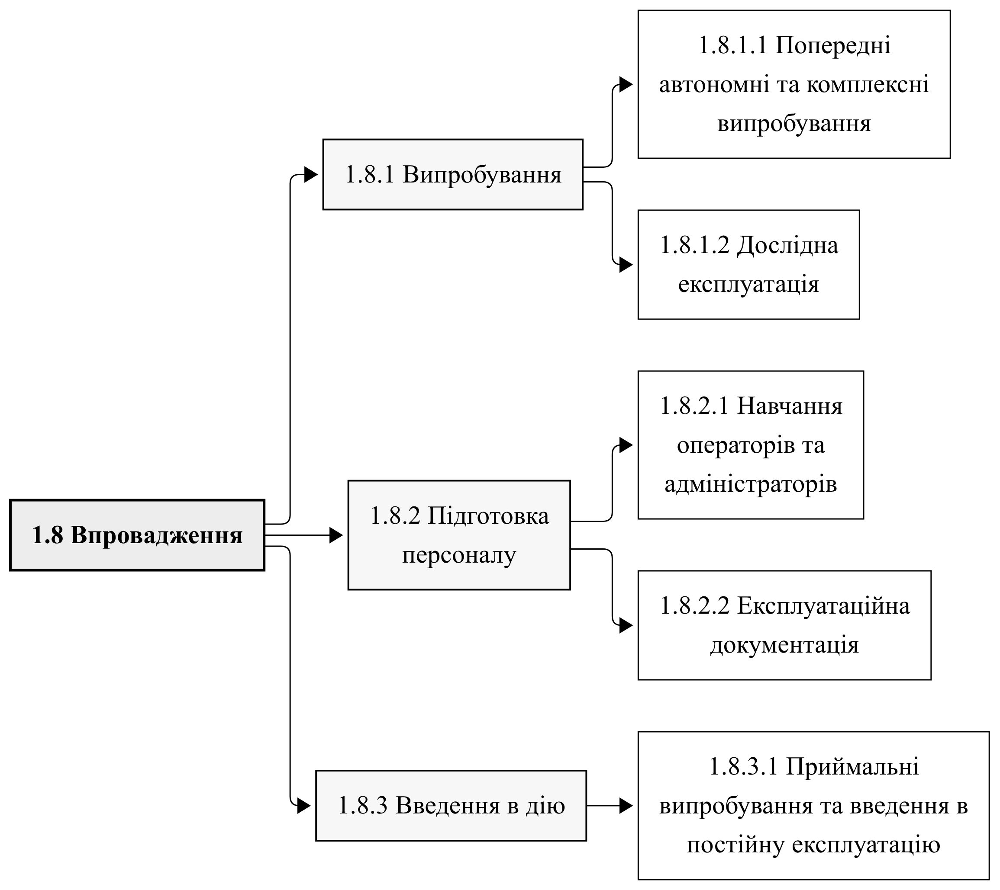 1.8 Впровадження
1.8.1 Випробування
1.8.1.1 Попередні
автономні та комплексні
випробування
1.8.1.2 Дослідна
експлуатація
1.8.2 Підготовка
персоналу
1.8.2.1 Навчання
операторів та
адміністраторів
1.8.2.2 Експлуатаційна
документація
1.8.3 Введення в дію
1.8.3.1 Приймальні
випробування та введення в
постійну експлуатацію